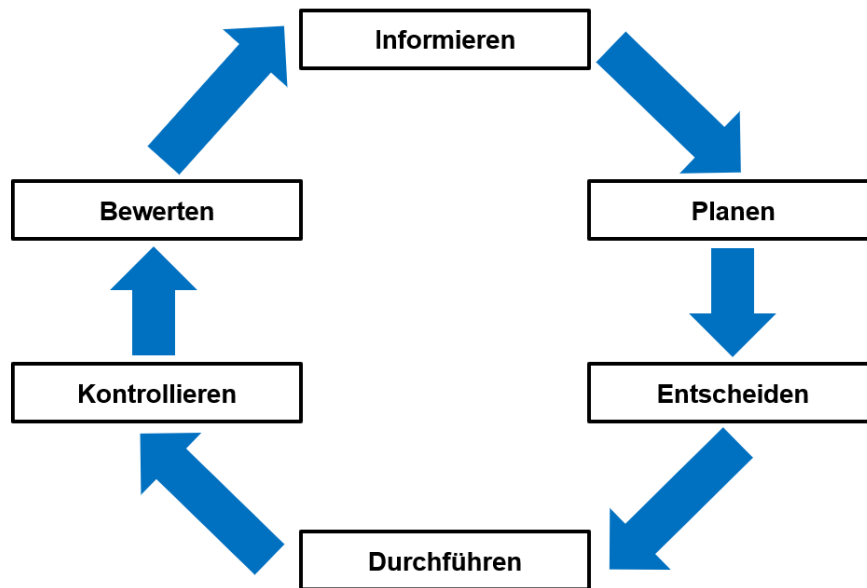 Informieren
Planen
Entscheiden
Durchführen
Kontrollieren
Bewerten